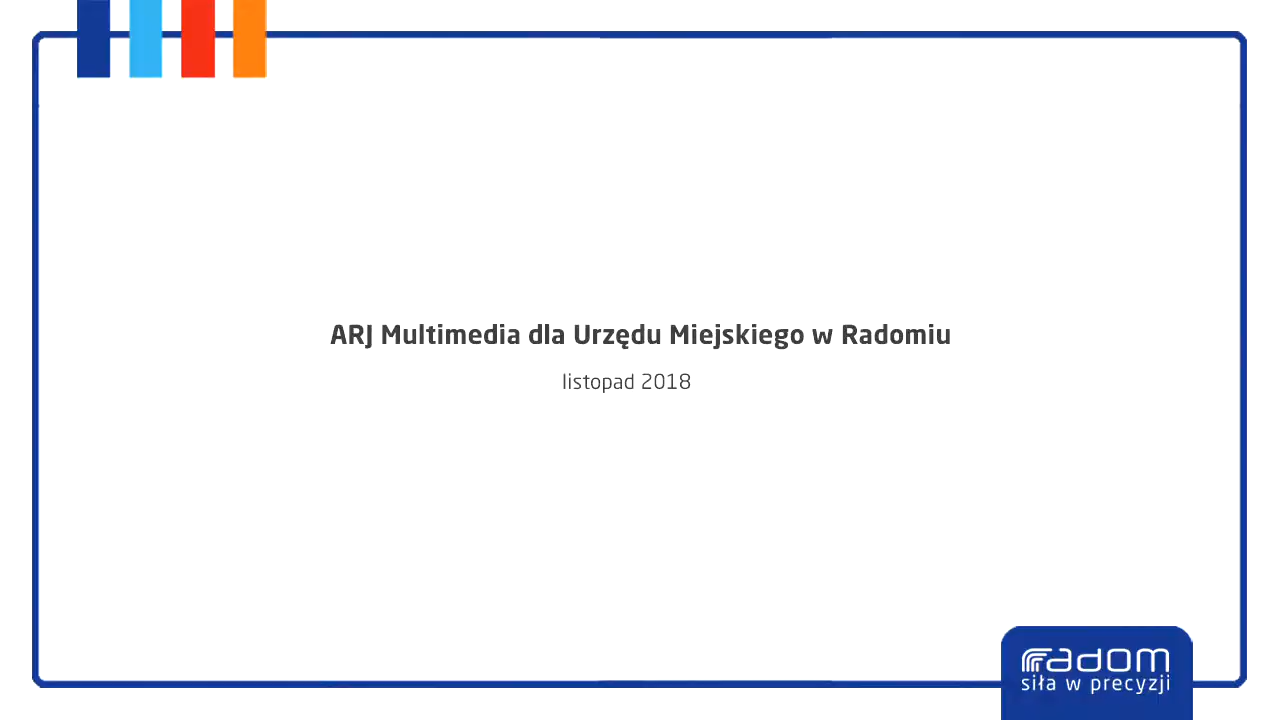 ARJ Multimedia dla Urzędu Miejskiego w Radomiu
listopad 2018
radom
siła w precyzji